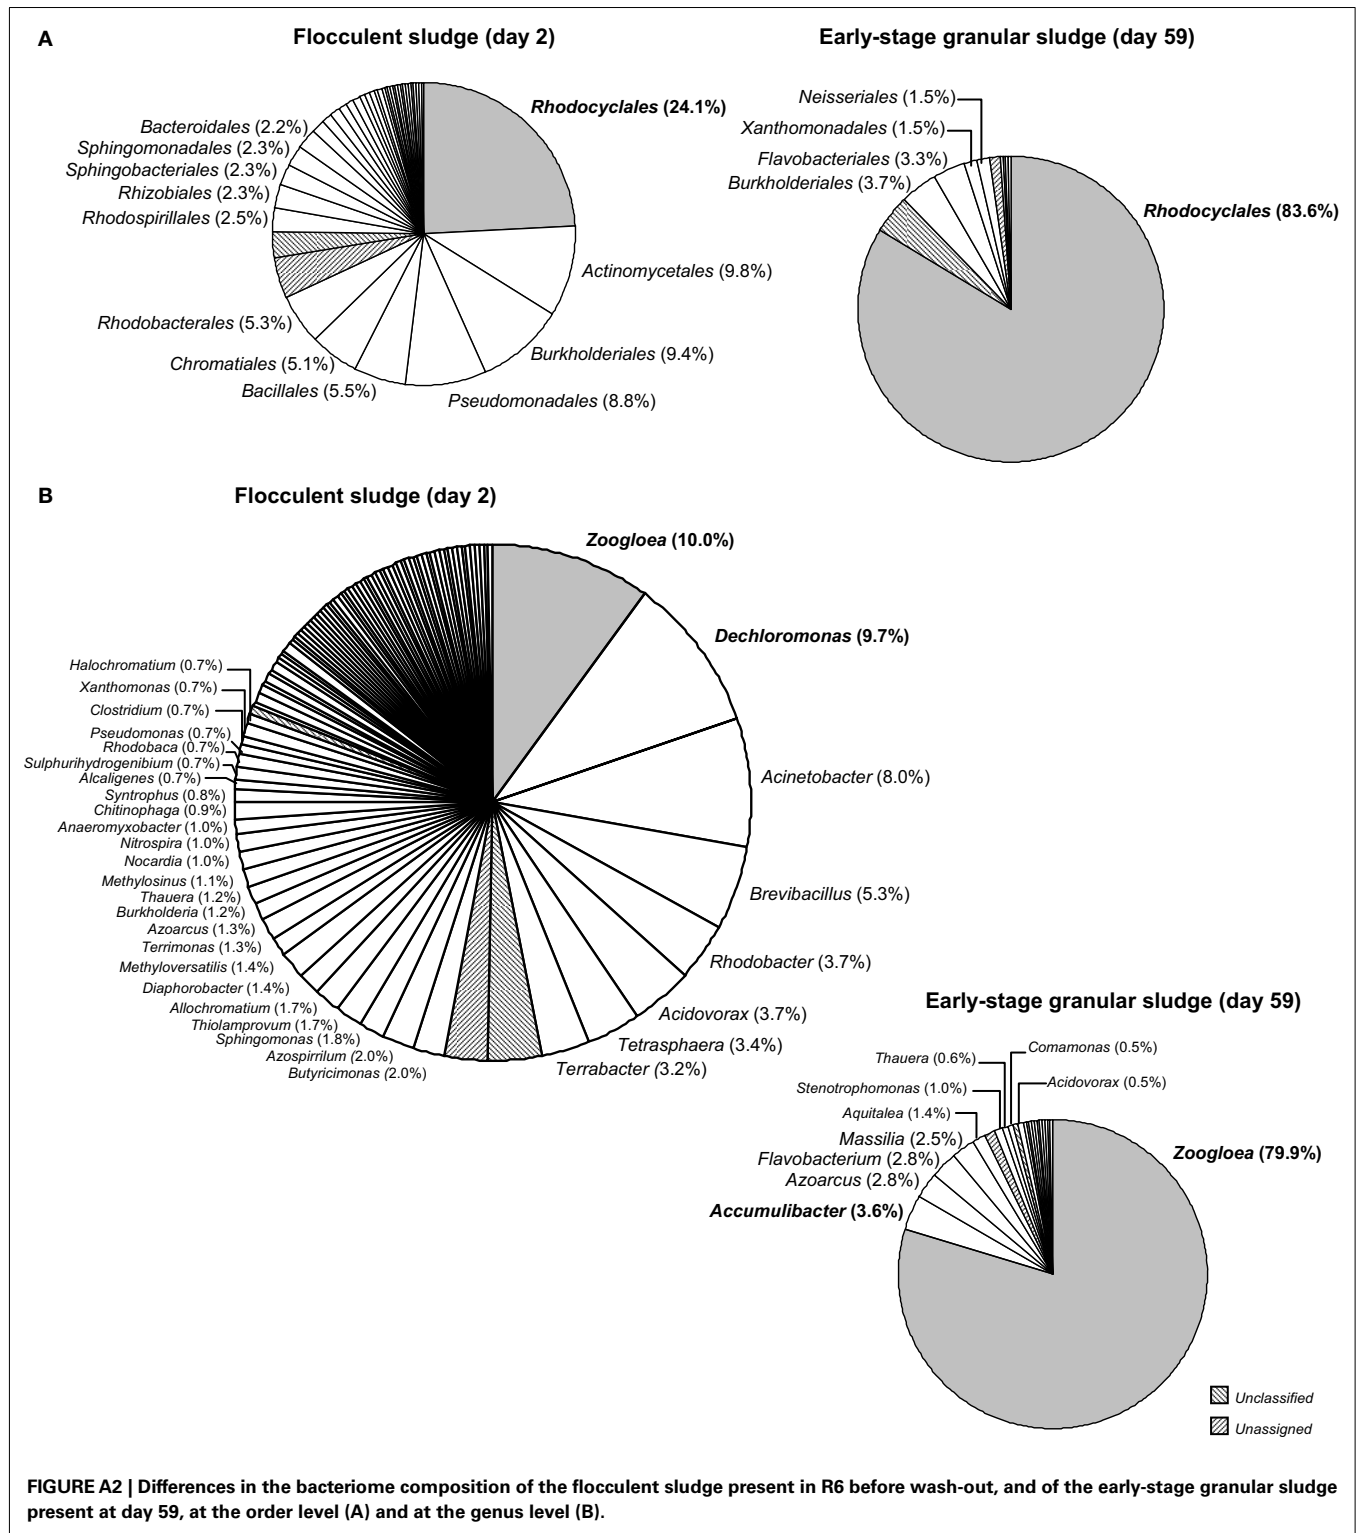 A
Flocculent sludge (day 2)
Early-stage granular sludge (day 59)
Rhodocyclales (24.1%)
Actinomycetales (9.8%)
Burkholderiales (9.4%)
Pseudomonadales (8.8%)
Bacillales (5.5%)
Chromatiales (5.1%)
Rhodobacterales (5.3%)
Rhodospirillales (2.5%)
Rhizobiales (2.3%)
Sphingobacteriales (2.3%)
Sphingomonadales (2.3%)
Bacteroidales (2.2%)
Neisseriales (1.5%)
Xanthomonadales (1.5%)
Flavobacteriales (3.3%)
Burkholderiales (3.7%)
Rhodocyclales (83.6%)
B
Flocculent sludge (day 2)
Zoogloea (10.0%)
Dechloromonas (9.7%)
Acinetobacter (8.0%)
Brevibacillus (5.3%)
Rhodobacter (3.7%)
Acidovorax (3.7%)
Tetrasphaera (3.4%)
Terrabacter (3.2%)
Halochromatium (0.7%)
Xanthomonas (0.7%)
Clostridium (0.7%)
Pseudomonas (0.7%)
Rhodobaca (0.7%)
Sulphurihydrogenibium (0.7%)
Alcaligenes (0.7%)
Syntrophus (0.8%)
Chitinophaga (0.9%)
Anaeromyxobacter (1.0%)
Nitrospira (1.0%)
Nocardia (1.0%)
Methylosinus (1.1%)
Thauera (1.2%)
Burkholderia (1.2%)
Azoarcus (1.3%)
Terrimonas (1.3%)
Methyloversatilis (1.4%)
Diaphorobacter (1.4%)
Allochromatium (1.7%)
Thiolamprovum (1.7%)
Sphingomonas (1.8%)
Azospirrilum (2.0%)
Butyricimonas (2.0%)
Early-stage granular sludge (day 59)
Comamonas (0.5%)
Thauera (0.6%)
Acidovorax (0.5%)
Stenotrophomonas (1.0%)
Aquitalea (1.4%)
Massilia (2.5%)
Flavobacterium (2.8%)
Azoarcus (2.8%)
Accumulibacter (3.6%)
Zoogloea (79.9%)
Unclassified
Unassigned
FIGURE A2 | Differences in the bacteriome composition of the flocculent sludge present in R6 before wash-out, and of the early-stage granular sludge
present at day 59, at the order level (A) and at the genus level (B).